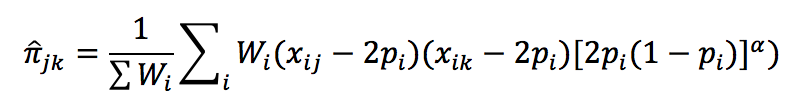 π̂_jk = 1/(∑ W_i) ∑_i W_i(x_ij − 2p_i)(x_ik − 2p_i)[2p_i(1 − p_i)]^α)